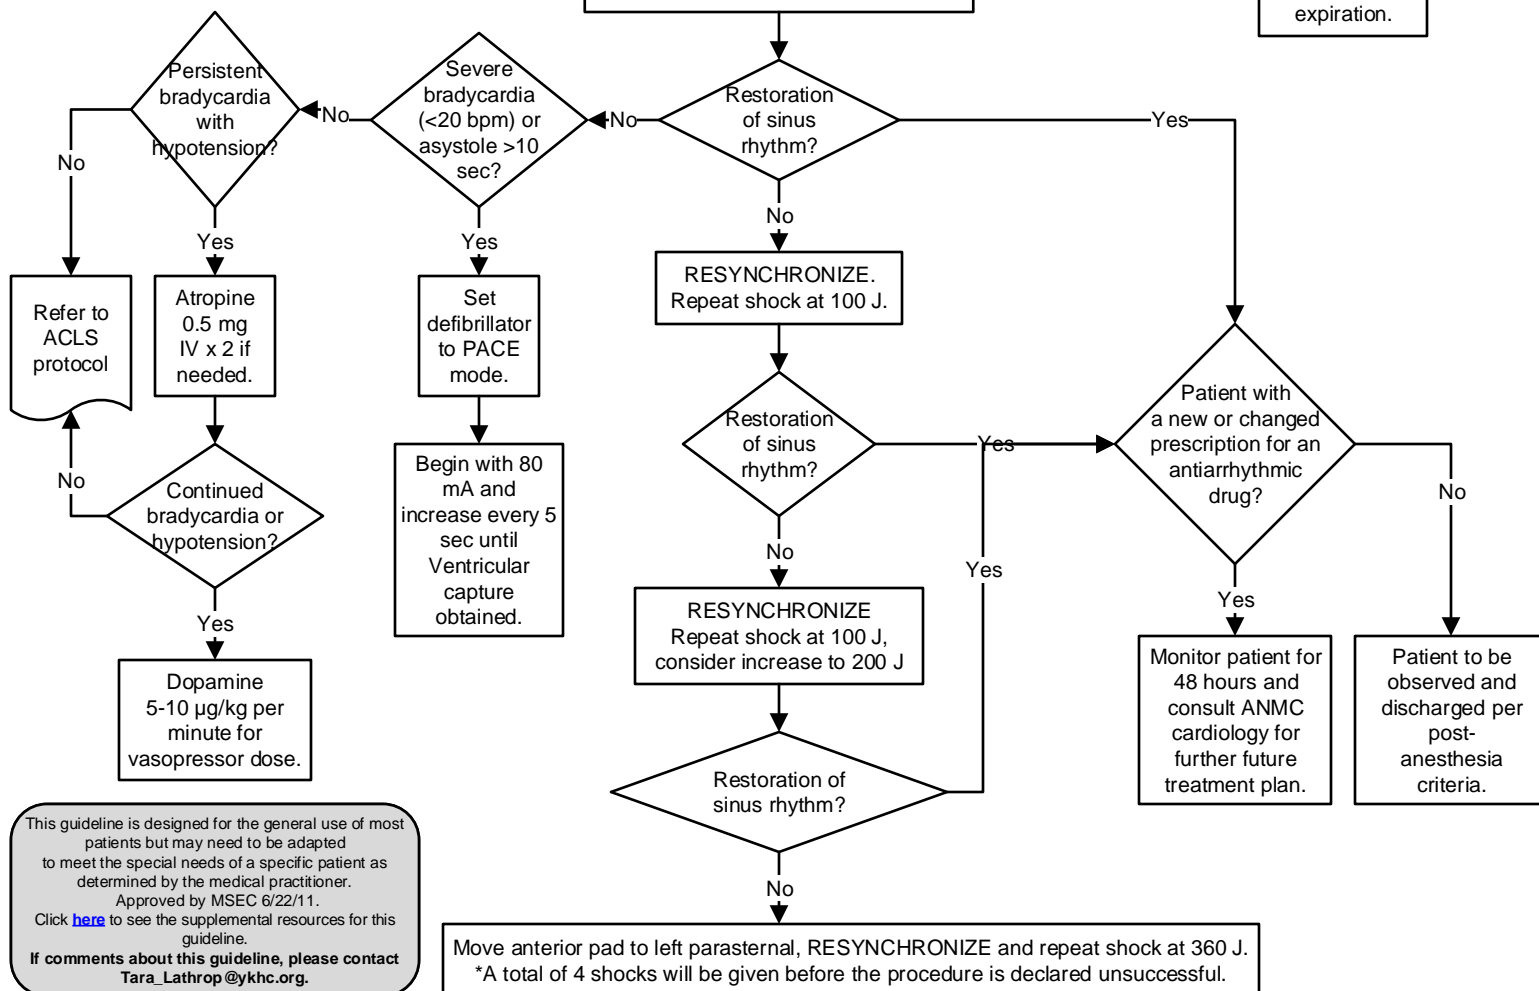 expiration.
Persistent
bradycardia
with
hypotension?
No
Severe
bradycardia
(<20 bpm) or
asystole >10
sec?
No
Restoration
of sinus
rhythm?
Yes
No
Yes
Yes
No
Refer to
ACLS
protocol
Atropine
0.5 mg
IV x 2 if
needed.
Set
defibrillator
to PACE
mode.
RESYNCHRONIZE.
Repeat shock at 100 J.
Restoration
of sinus
rhythm?
Yes
Patient with
a new or changed
prescription for an
antiarrhythmic
drug?
No
No
Continued
bradycardia or
hypotension?
Begin with 80
mA and
increase every 5
sec until
Ventricular
capture
obtained.
No
Yes
Yes
Yes
RESYNCHRONIZE
Repeat shock at 100 J,
consider increase to 200 J
Dopamine
5-10 µg/kg per
minute for
vasopressor dose.
Monitor patient for
48 hours and
consult ANMC
cardiology for
further future
treatment plan.
Patient to be
observed and
discharged per
post-
anesthesia
criteria.
Restoration of
sinus rhythm?
No
Move anterior pad to left parasternal, RESYNCHRONIZE and repeat shock at 360 J.
*A total of 4 shocks will be given before the procedure is declared unsuccessful.
This guideline is designed for the general use of most
patients but may need to be adapted
to meet the special needs of a specific patient as
determined by the medical practitioner.
Approved by MSEC 6/22/11.
Click here to see the supplemental resources for this
guideline.
If comments about this guideline, please contact
Tara_Lathrop@ykhc.org.